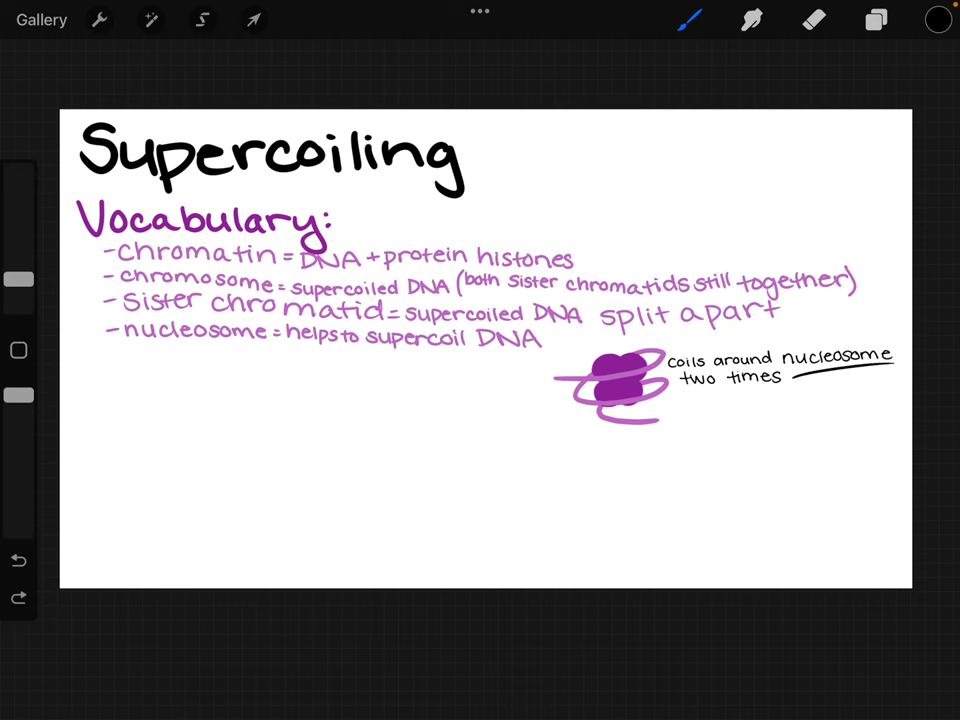 Gallery
Supercoiling
Vocabulary:
-chromatin = DNA + protein histones
-chromosome = supercoiled DNA (both sister chromatids still together)
-sister chromatid = supercoiled DNA split apart
-nucleosome = helps to supercoil DNA
coils around nucleosome
two times